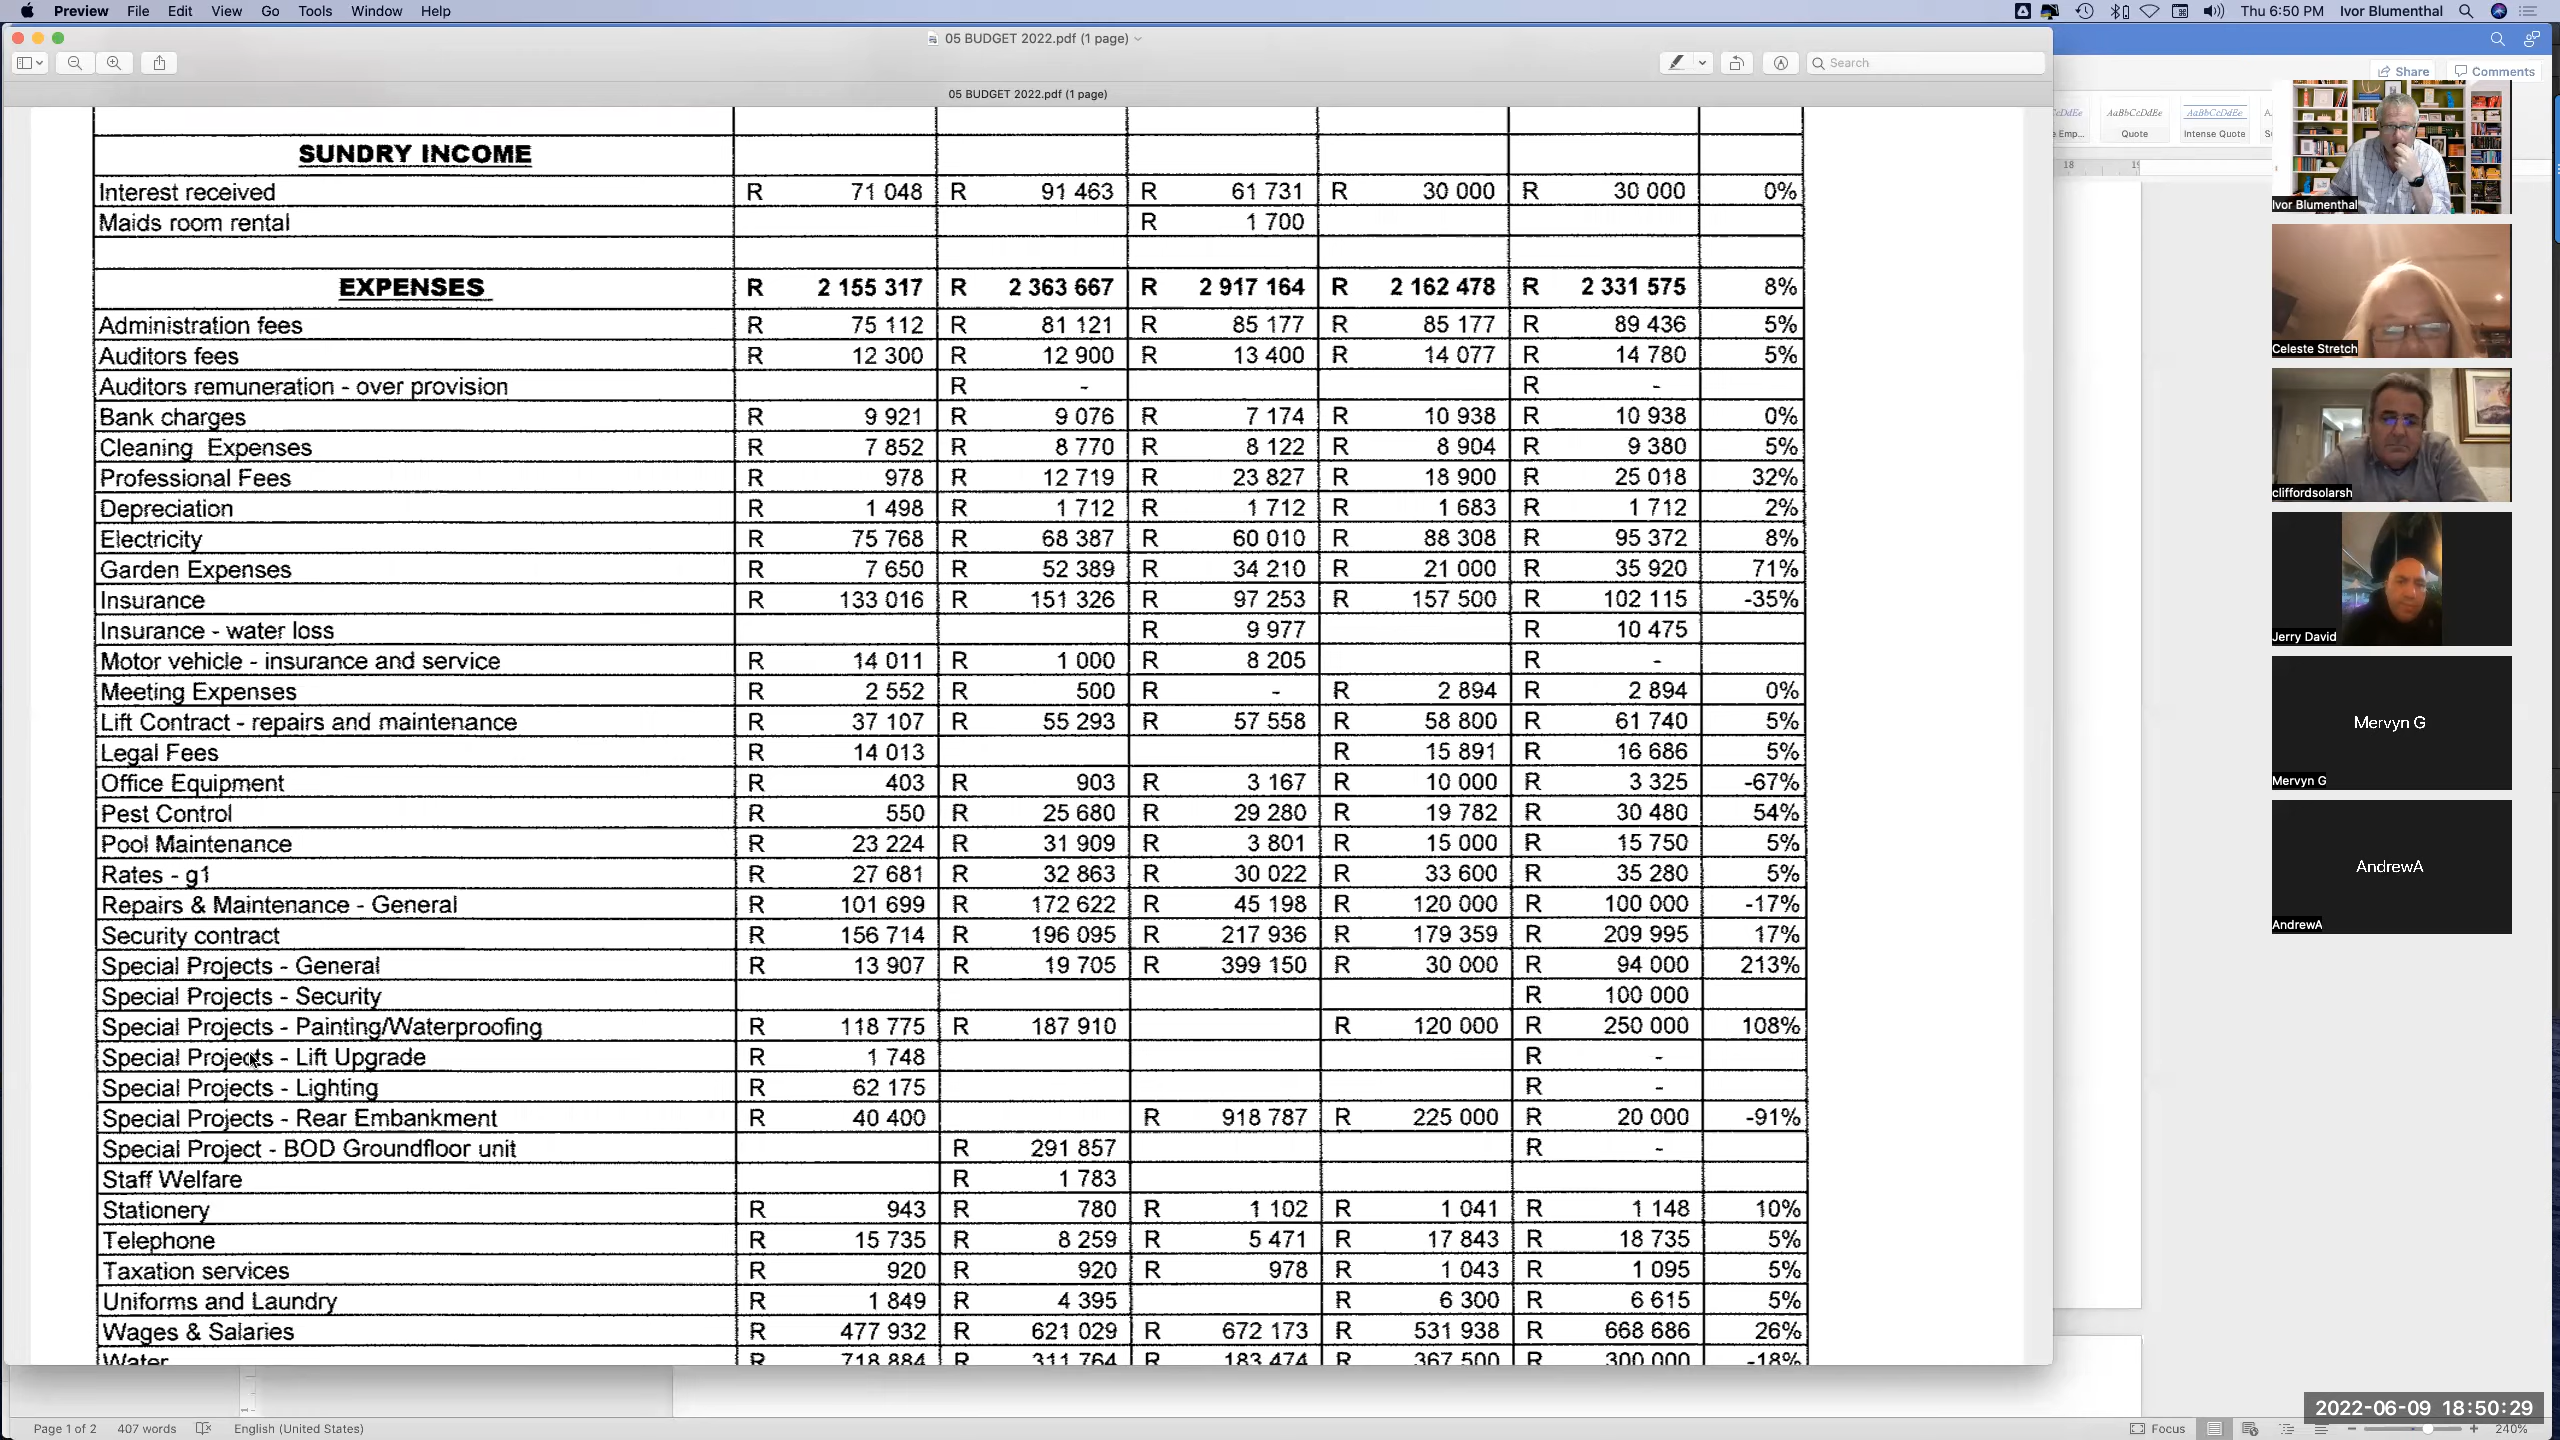 Preview File Edit View Go Tools Window Help Thu 6:50 PM Ivor Blumenthal
05 BUDGET 2022.pdf (1 page)
Search
05 BUDGET 2022.pdf (1 page)
Share Comments
AaBbCcDdEe AaBbCcDdEe
Quote Intense Quote
18
SUNDRY INCOME
Interest received R 71 048 R 91 463 R 61 731 R 30 000 R 30 000 0%
Maids room rental R 1 700
EXPENSES R 2 155 317 R 2 363 667 R 2 917 164 R 2 162 478 R 2 331 575 8%
Administration fees R 75 112 R 81 121 R 85 177 R 85 177 R 89 436 5%
Auditors fees R 12 300 R 12 900 R 13 400 R 14 077 R 14 780 5%
Auditors remuneration - over provision R - R -
Bank charges R 9 921 R 9 076 R 7 174 R 10 938 R 10 938 0%
Cleaning Expenses R 7 852 R 8 770 R 8 122 R 8 904 R 9 380 5%
Professional Fees R 978 R 12 719 R 23 827 R 18 900 R 25 018 32%
Depreciation R 1 498 R 1 712 R 1 712 R 1 683 R 1 712 2%
Electricity R 75 768 R 68 387 R 60 010 R 88 308 R 95 372 8%
Garden Expenses R 7 650 R 52 389 R 34 210 R 21 000 R 35 920 71%
Insurance R 133 016 R 151 326 R 97 253 R 157 500 R 102 115 -35%
Insurance - water loss R 9 977 R 10 475
Motor vehicle - insurance and service R 14 011 R 1 000 R 8 205 R -
Meeting Expenses R 2 552 R 500 R - R 2 894 R 2 894 0%
Lift Contract - repairs and maintenance R 37 107 R 55 293 R 57 558 R 58 800 R 61 740 5%
Legal Fees R 14 013 R 15 891 R 16 686 5%
Office Equipment R 403 R 903 R 3 167 R 10 000 R 3 325 -67%
Pest Control R 550 R 25 680 R 29 280 R 19 782 R 30 480 54%
Pool Maintenance R 23 224 R 31 909 R 3 801 R 15 000 R 15 750 5%
Rates - g1 R 27 681 R 32 863 R 30 022 R 33 600 R 35 280 5%
Repairs & Maintenance - General R 101 699 R 172 622 R 45 198 R 120 000 R 100 000 -17%
Security contract R 156 714 R 196 095 R 217 936 R 179 359 R 209 995 17%
Special Projects - General R 13 907 R 19 705 R 399 150 R 30 000 R 94 000 213%
Special Projects - Security R 100 000
Special Projects - Painting/Waterproofing R 118 775 R 187 910 R 120 000 R 250 000 108%
Special Projects - Lift Upgrade R 1 748 R -
Special Projects - Lighting R 62 175 R -
Special Projects - Rear Embankment R 40 400 R 918 787 R 225 000 R 20 000 -91%
Special Project - BOD Groundfloor unit R 291 857 R -
Staff Welfare R 1 783
Stationery R 943 R 780 R 1 102 R 1 041 R 1 148 10%
Telephone R 15 735 R 8 259 R 5 471 R 17 843 R 18 735 5%
Taxation services R 920 R 920 R 978 R 1 043 R 1 095 5%
Uniforms and Laundry R 1 849 R 4 395 R 6 300 R 6 615 5%
Wages & Salaries R 477 932 R 621 029 R 672 173 R 531 938 R 668 686 26%
Water R 718 884 R 311 764 R 183 474 R 367 500 R 300 000 -18%
Ivor Blumenthal
Celeste Stretch
cliffordsolarsh
Jerry David
Mervyn G
Mervyn G
AndrewA
AndrewA
2022-06-09 18:50:29
Page 1 of 2 407 words English (United States) Focus 240%